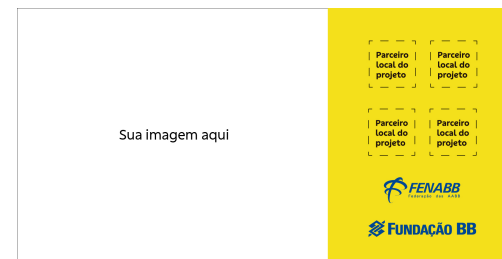 Sua imagem aqui
Parceiro
local do
projeto
Parceiro
local do
projeto
Parceiro
local do
projeto
Parceiro
local do
projeto
FENABB
Federação das AABB
FUNDAÇÃO BB